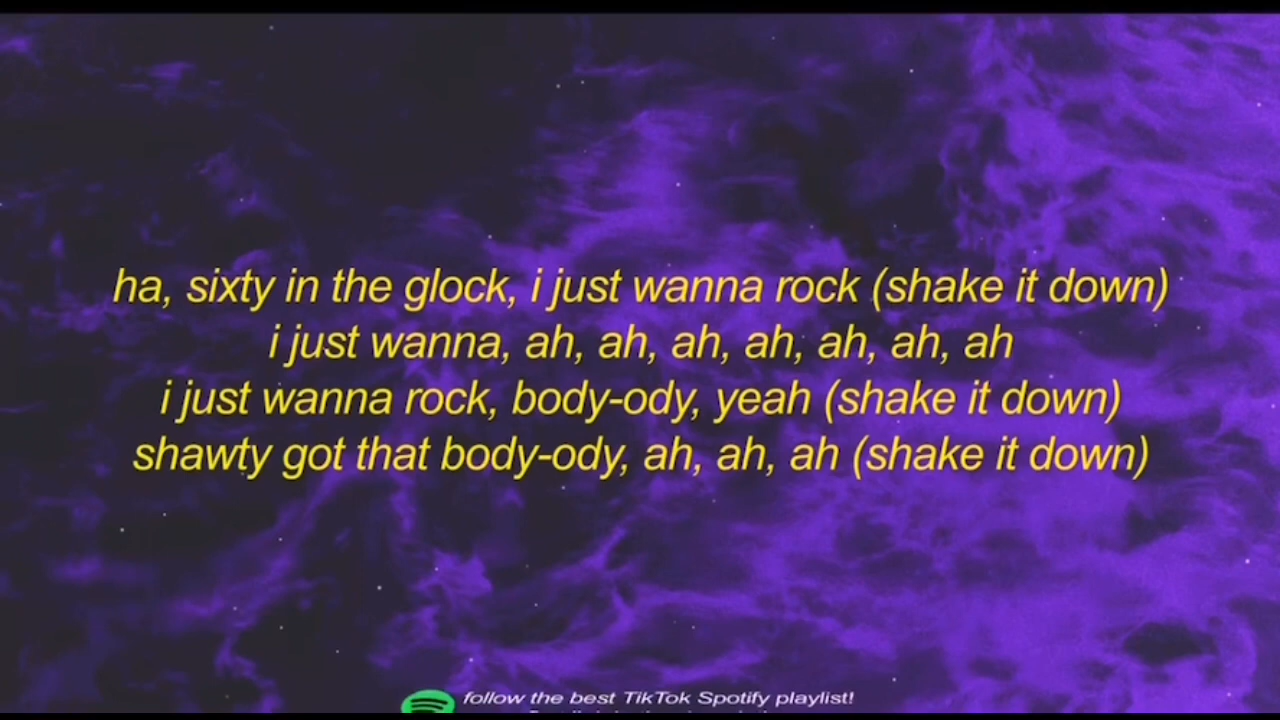 ha, sixty in the glock, i just wanna rock (shake it down)
i just wanna, ah, ah, ah, ah, ah, ah, ah
i just wanna rock, body-ody, yeah (shake it down)
shawty got that body-ody, ah, ah, ah (shake it down)
follow the best TikTok Spotify playlist!